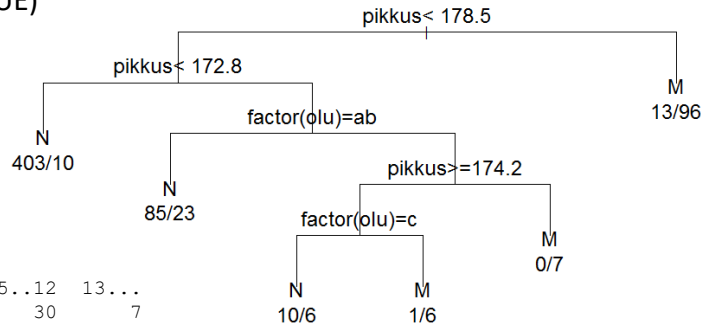 UE)
pikkus< 178.5
pikkus< 172.8
M
13/96
factor(olu)=ab
N
403/10
pikkus>=174.2
N
85/23
factor(olu)=c
M
0/7
5..12 13...
30 7
N
10/6
M
1/6